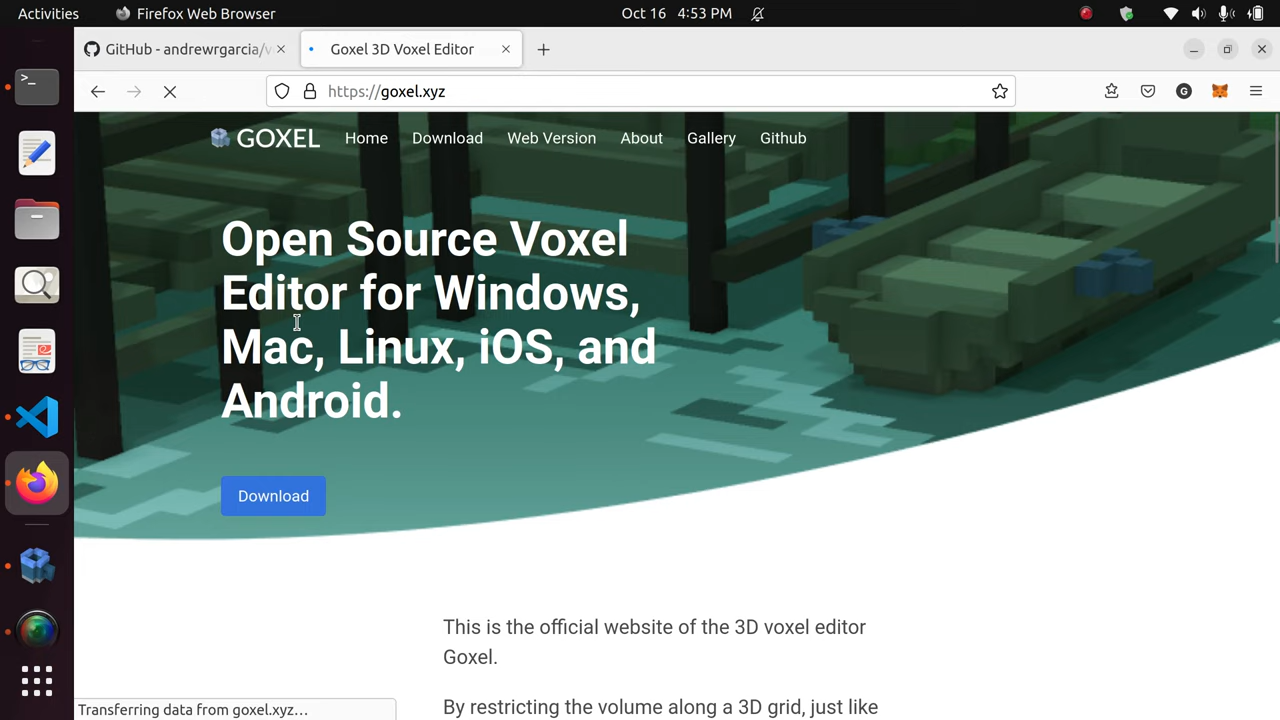 Activities Firefox Web Browser Oct 16 4:53 PM
GitHub - andrewrgarcia/v Goxel 3D Voxel Editor
https://goxel.xyz
GOXEL Home Download Web Version About Gallery Github
Open Source Voxel
Editor for Windows,
Mac, Linux, iOS, and
Android.
Download
This is the official website of the 3D voxel editor
Goxel.
By restricting the volume along a 3D grid, just like
Transferring data from goxel.xyz…